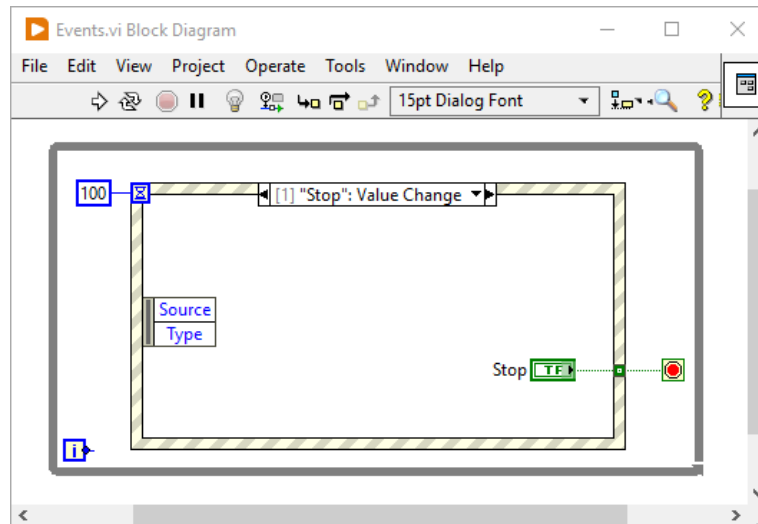 Events.vi Block Diagram
File Edit View Project Operate Tools Window Help
15pt Dialog Font
100
[1] "Stop": Value Change
Source
Type
Stop TF
i